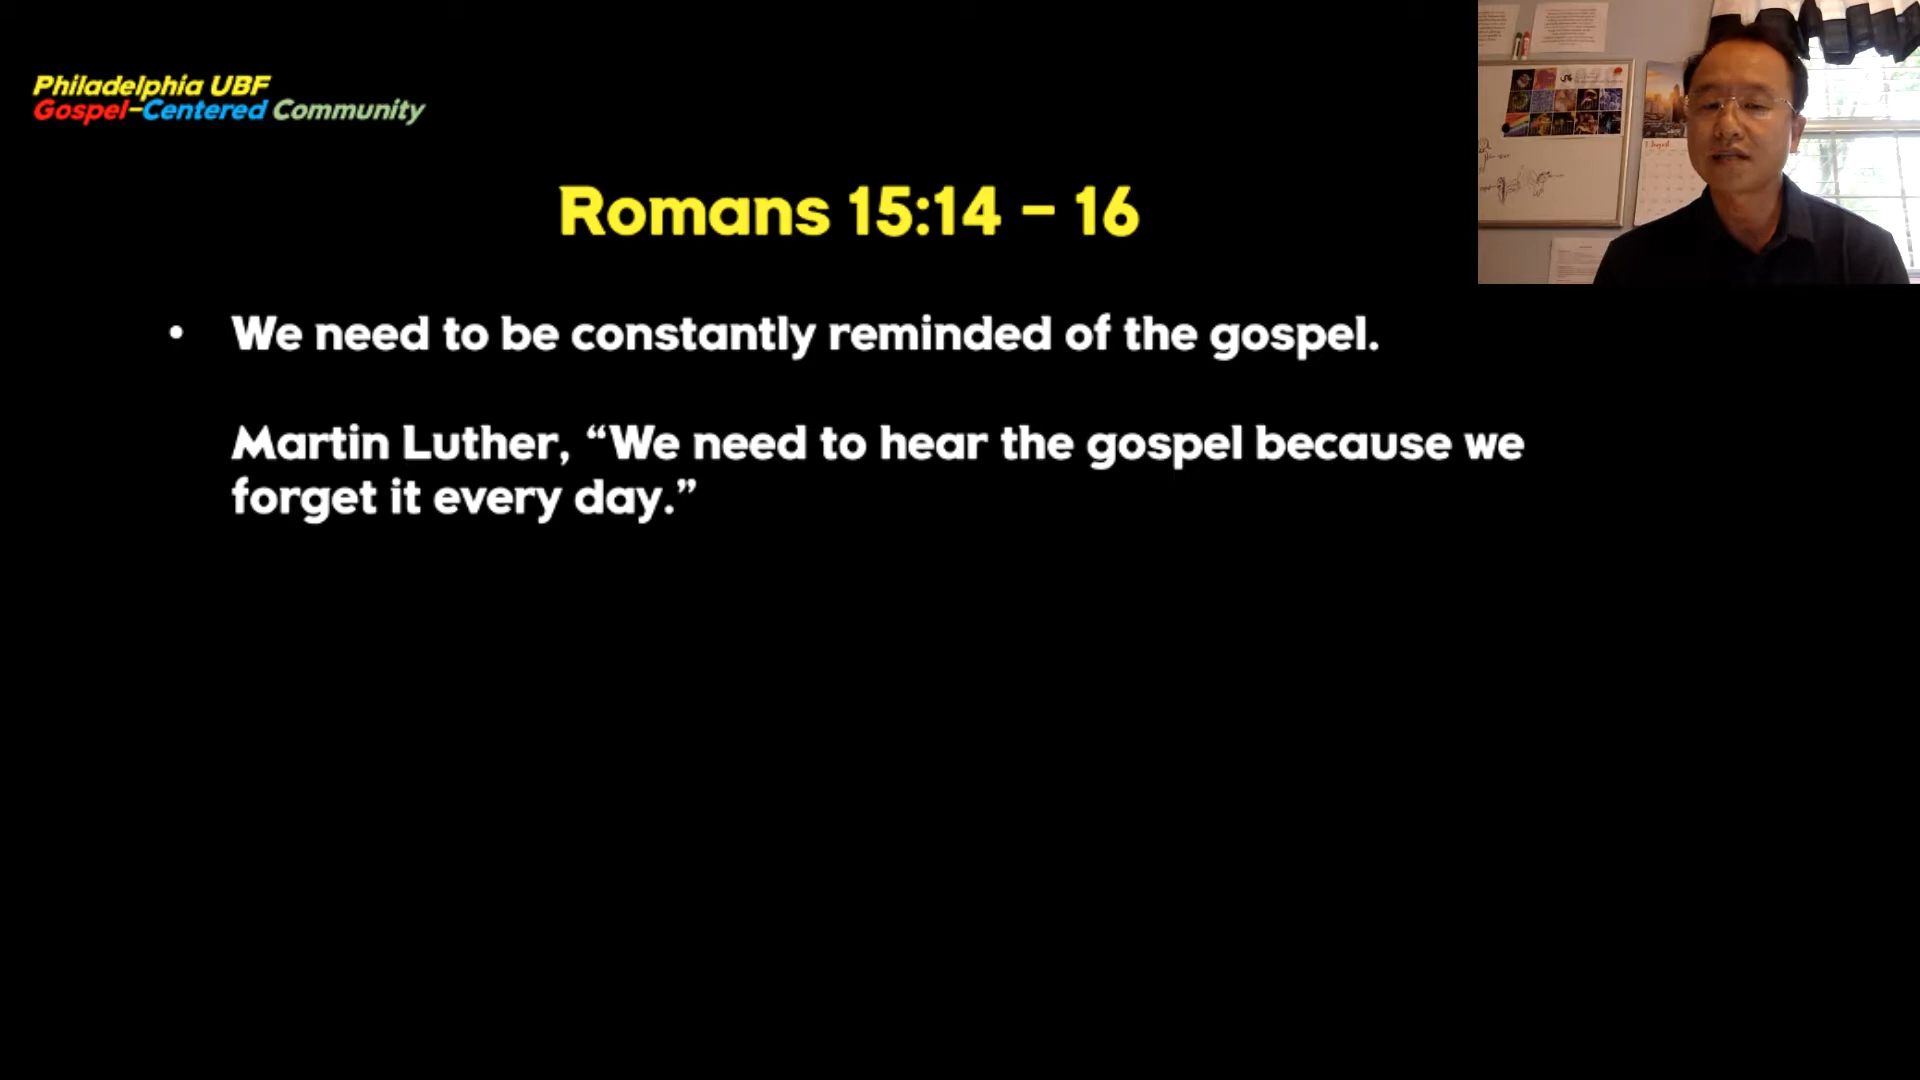 Philadelphia UBF
Gospel-Centered Community
Romans 15:14 – 16
• We need to be constantly reminded of the gospel.
Martin Luther, “We need to hear the gospel because we
forget it every day.”
August